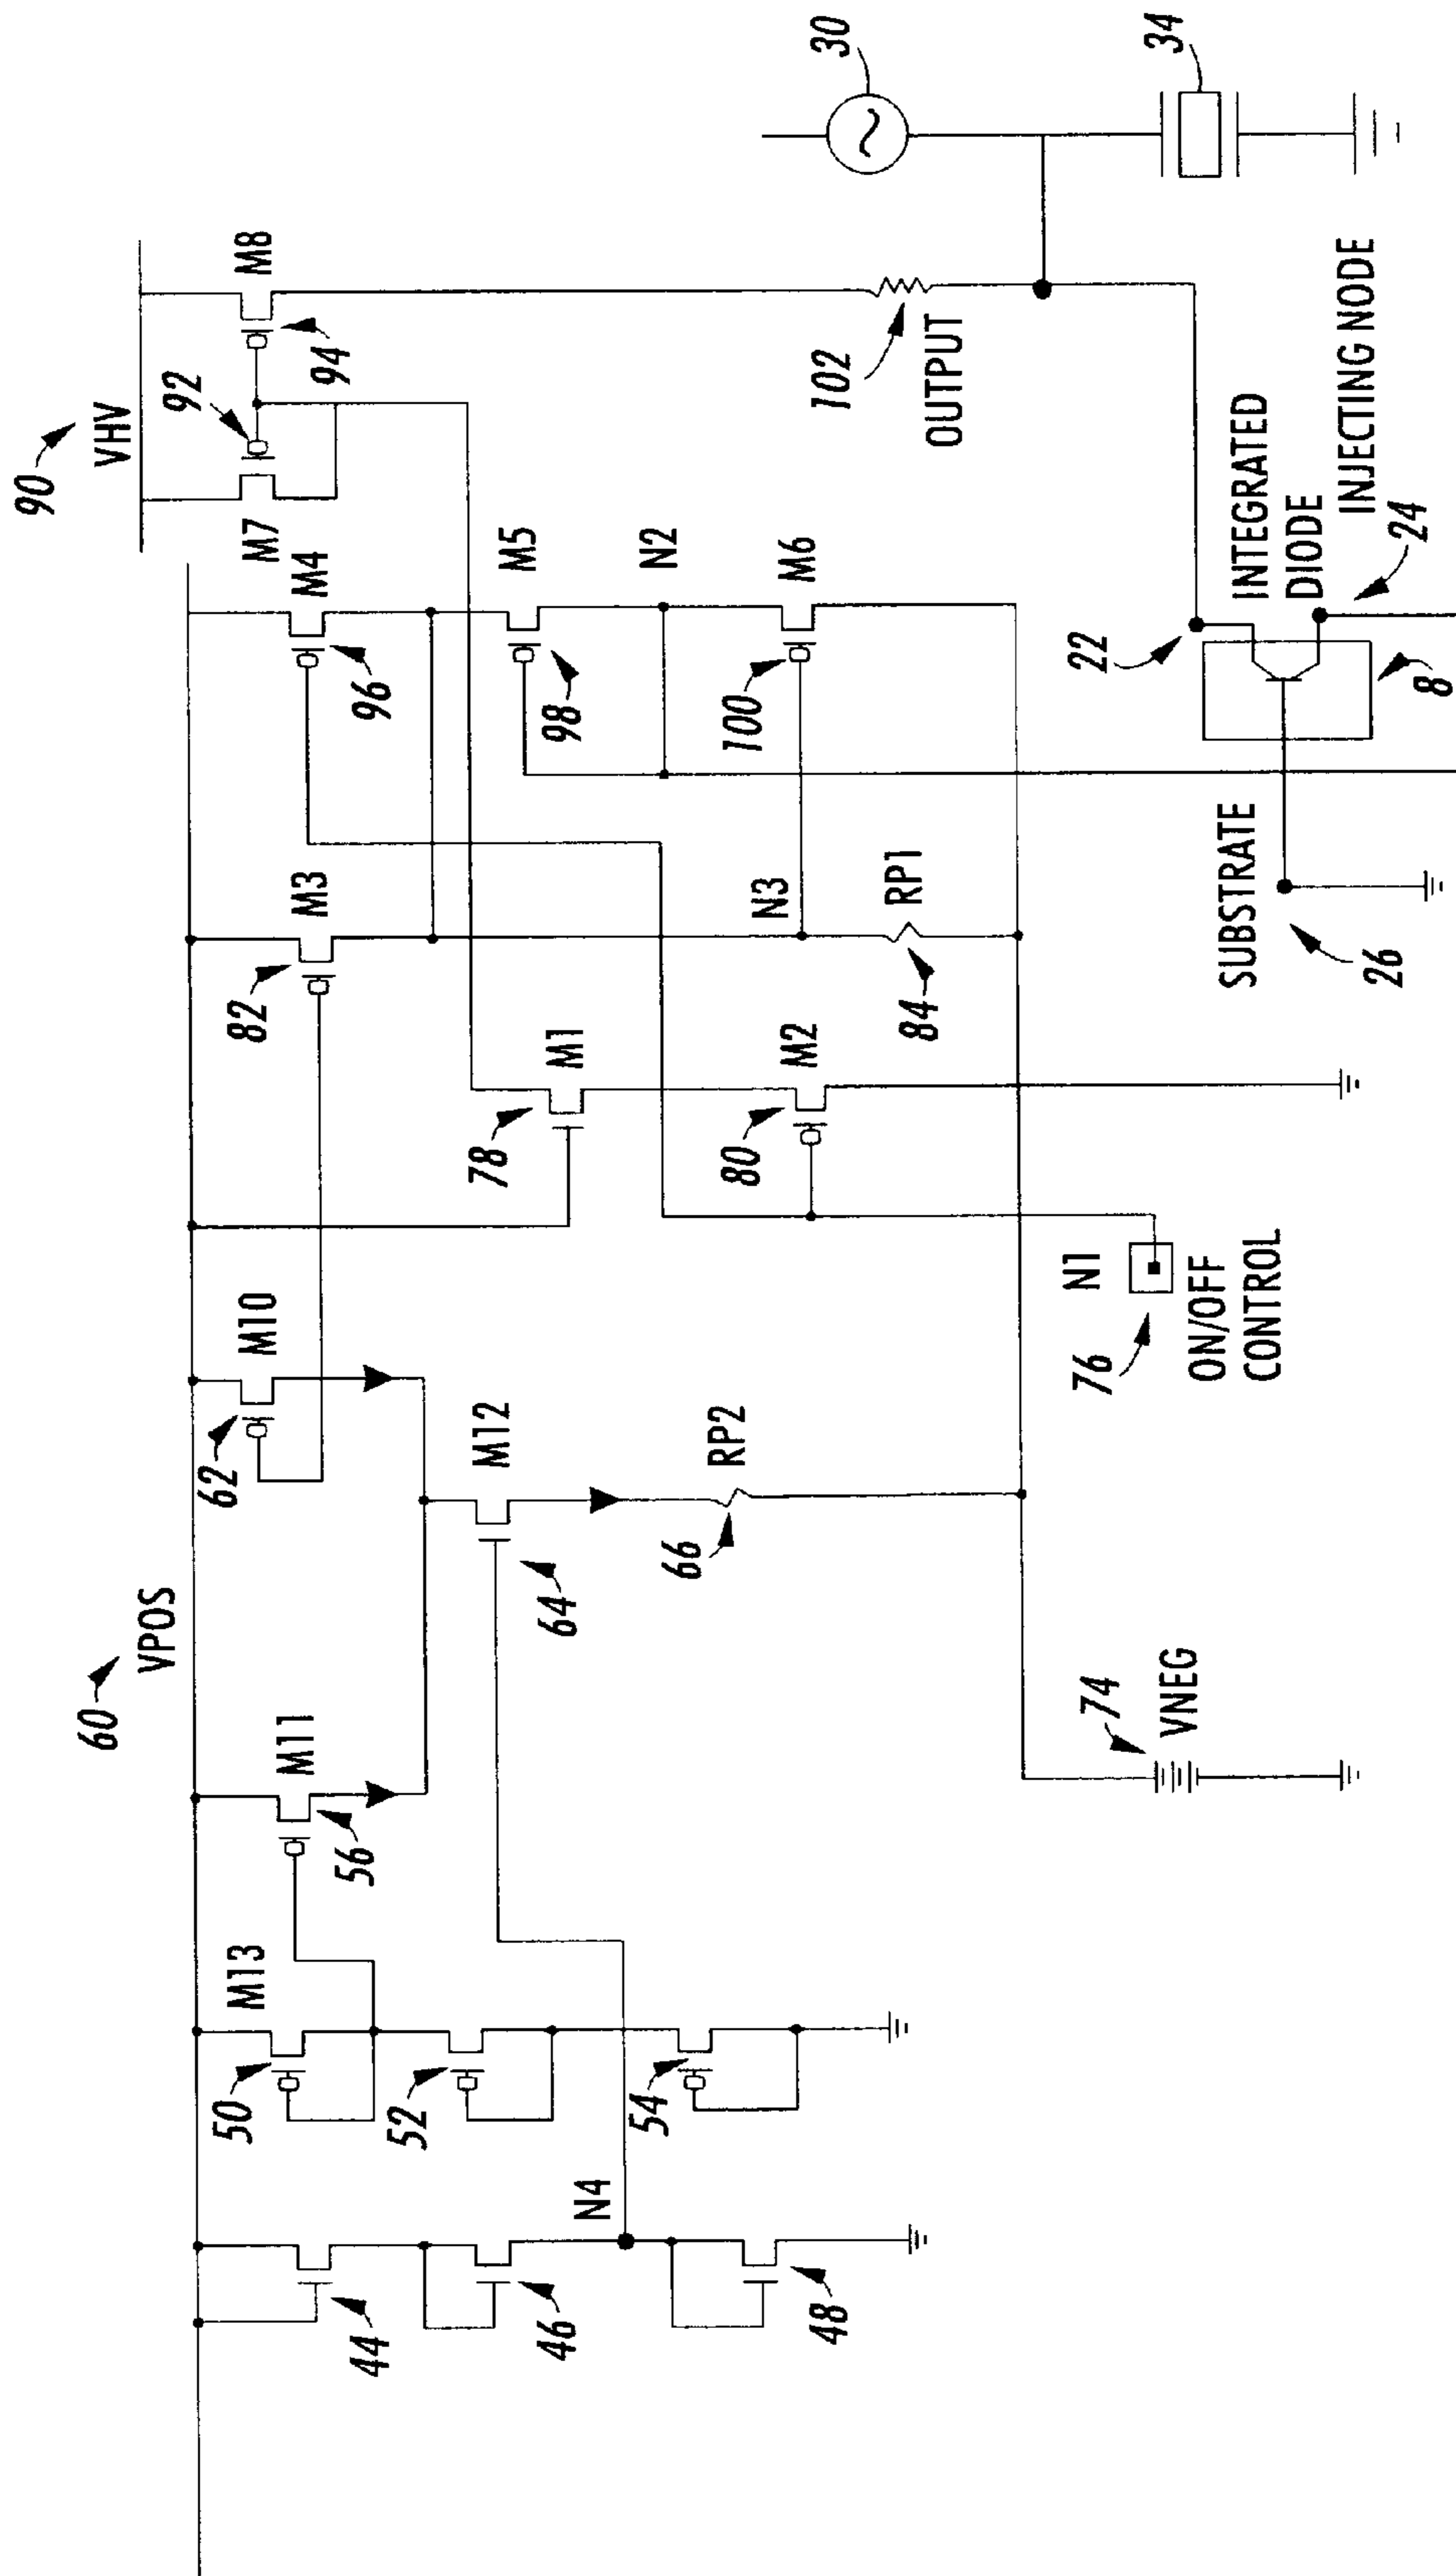 90
VHV
92
M7
M8
94
60
VPOS
M13
50
52
54
44
46
N4
48
M11
56
M10
62
M12
64
RP2
66
M3
82
M4
96
M5
98
N2
M6
100
N3
RP1
84
M1
78
M2
80
N1
76
ON/OFF
CONTROL
74
VNEG
102
OUTPUT
30
34
22
INTEGRATED
DIODE
INJECTING NODE
24
8
SUBSTRATE
26